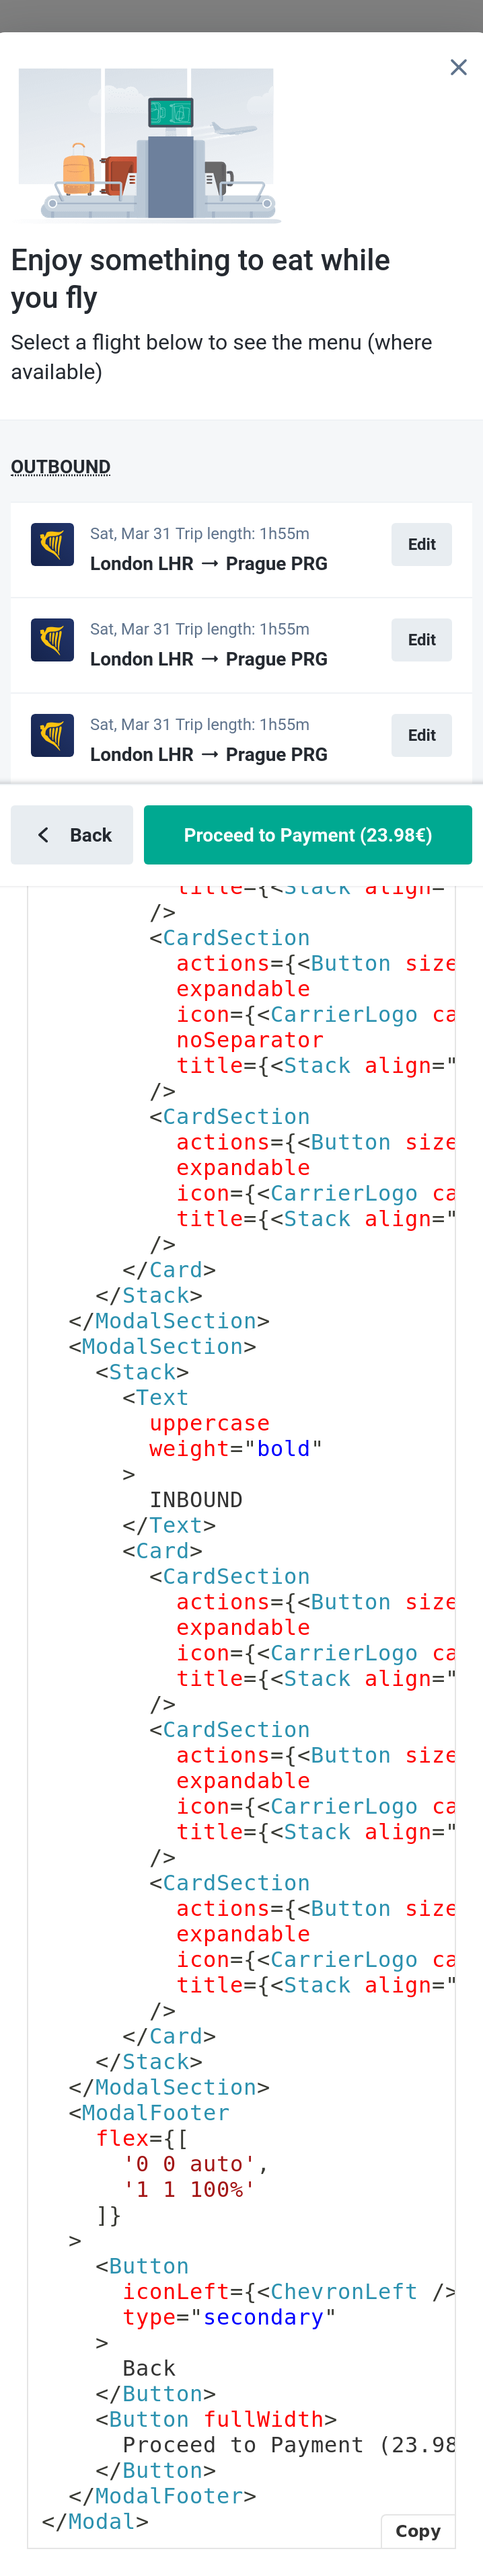 Enjoy something to eat while
you fly
Select a flight below to see the menu (where
available)
OUTBOUND
Sat, Mar 31 Trip length: 1h55m
London LHR → Prague PRG
Edit
Sat, Mar 31 Trip length: 1h55m
London LHR → Prague PRG
Edit
Sat, Mar 31 Trip length: 1h55m
London LHR → Prague PRG
Edit
Back
Proceed to Payment (23.98€)
title={<Stack align="
/>
<CardSection
actions={<Button size
expandable
icon={<CarrierLogo ca
noSeparator
title={<Stack align="
/>
<CardSection
actions={<Button size
expandable
icon={<CarrierLogo ca
title={<Stack align="
/>
</Card>
</Stack>
</ModalSection>
<ModalSection>
<Stack>
<Text
uppercase
weight="bold"
>
INBOUND
</Text>
<Card>
<CardSection
actions={<Button size
expandable
icon={<CarrierLogo ca
title={<Stack align="
/>
<CardSection
actions={<Button size
expandable
icon={<CarrierLogo ca
title={<Stack align="
/>
<CardSection
actions={<Button size
expandable
icon={<CarrierLogo ca
title={<Stack align="
/>
</Card>
</Stack>
</ModalSection>
<ModalFooter
flex={[
'0 0 auto',
'1 1 100%'
]}
>
<Button
iconLeft={<ChevronLeft />
type="secondary"
>
Back
</Button>
<Button fullWidth>
Proceed to Payment (23.98
</Button>
</ModalFooter>
</Modal>
Copy